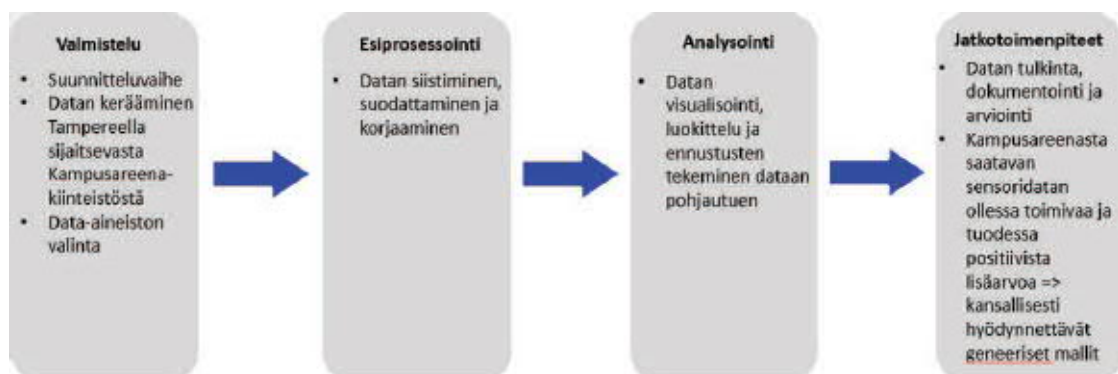 Valmistelu
• Suunnitteluvaihe
• Datan kerääminen
Tampereella
sijaitsevasta
Kampusareena-
kiinteistöstä
• Data-aineiston
valinta
Esiprosessointi
• Datan siistiminen,
suodattaminen ja
korjaaminen
Analysointi
• Datan
visualisointi,
luokittelu ja
ennustusten
tekeminen dataan
pohjautuen
Jatkotoimenpiteet
• Datan tulkinta,
dokumentointi ja
arviointi
• Kampusareenasta
saatavan
sensoridatan
ollessa toimivaa ja
tuodessa
positiivista
lisäarvoa =>
kansallisesti
hyödynnettävät
geneeriset mallit